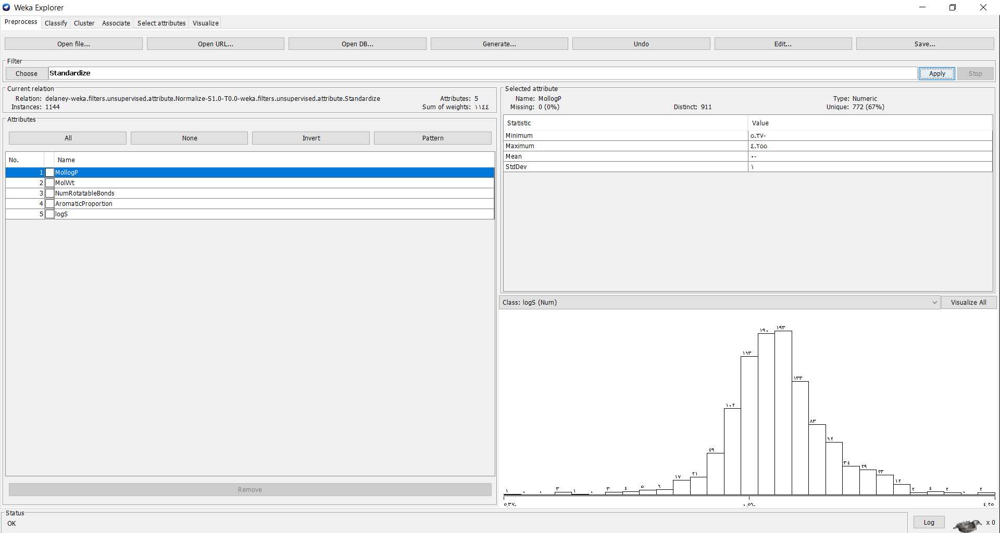 Weka Explorer
Preprocess Classify Cluster Associate Select attributes Visualize
Open file... Open URL... Open DB... Generate... Undo Edit... Save...
Filter
Choose Standardize Apply Stop
Current relation
Relation: delaney-weka.filters.unsupervised.attribute.Normalize-S1.0-T0.0-weka.filters.unsupervised.attribute.Standardize Attributes: 5
Instances: 1144 Sum of weights: ١١٤٤
Attributes
All None Invert Pattern
No. Name
1 MollogP
2 MolWt
3 NumRotatableBonds
4 AromaticProportion
5 logS
Remove
Selected attribute
Name: MollogP Type: Numeric
Missing: 0 (0%) Distinct: 911 Unique: 772 (67%)
Statistic Value
Minimum ٥.٣٧-
Maximum ٤.٢٥٥
Mean ٠-
StdDev ١
Class: logS (Num) Visualize All
١ ٠ ٠ ٣ ١ ٠ ٣ ٤ ٥ ٦ ١٧ ٢١ ٤٩ ١٠٢ ١٦٣ ١٩٠ ١٩٣ ١٣٣ ٨٣ ٦٢ ٣٤ ٢٩ ٢٣ ١٢ ٢ ٤ ٢ ٠ ٢
٥.٣٧- ٠.٥٦- ٤.٢٥
Status
OK Log x 0